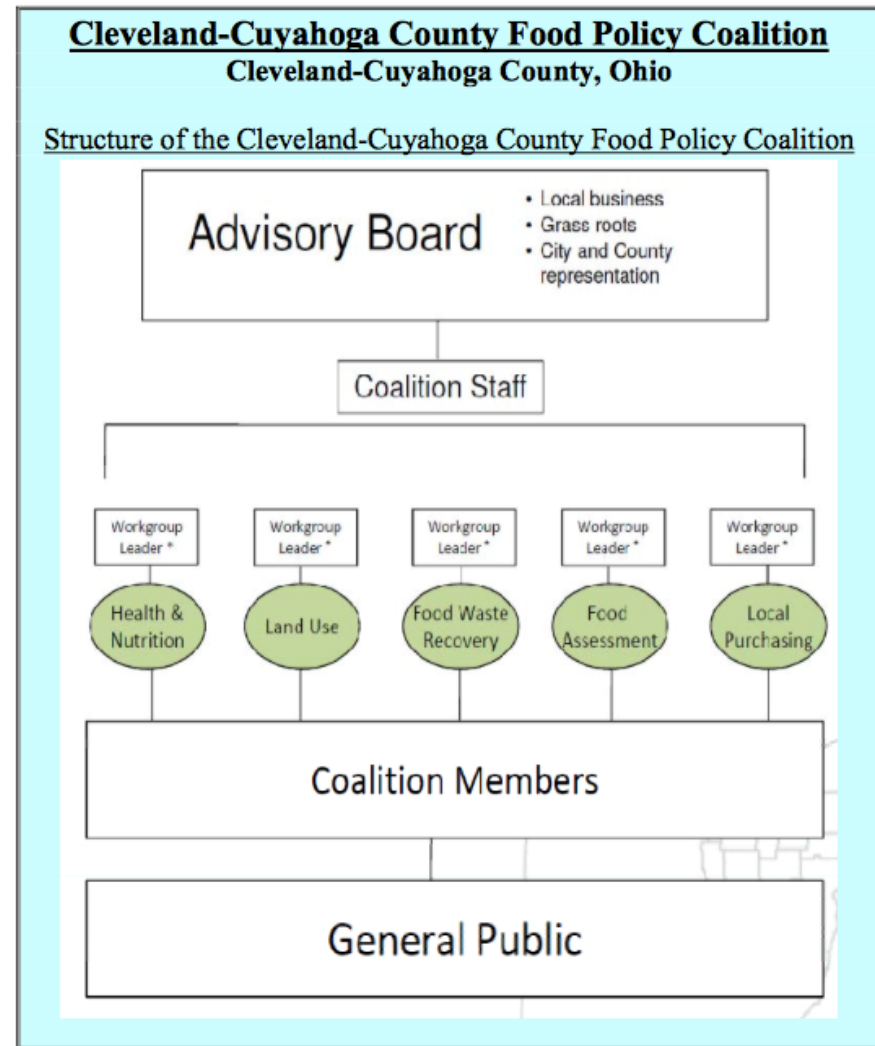 Cleveland-Cuyahoga County Food Policy Coalition
Cleveland-Cuyahoga County, Ohio
Structure of the Cleveland-Cuyahoga County Food Policy Coalition
Advisory Board
• Local business
• Grass roots
• City and County
representation
Coalition Staff
Workgroup
Leader *
Workgroup
Leader *
Workgroup
Leader *
Workgroup
Leader *
Workgroup
Leader *
Health &
Nutrition
Land Use
Food Waste
Recovery
Food
Assessment
Local
Purchasing
Coalition Members
General Public